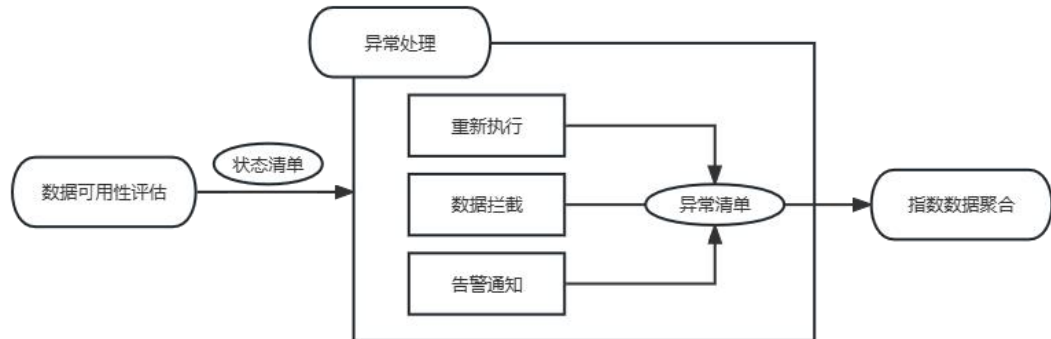 异常处理
重新执行
状态清单
数据可用性评估
数据拦截
异常清单
指数数据聚合
告警通知